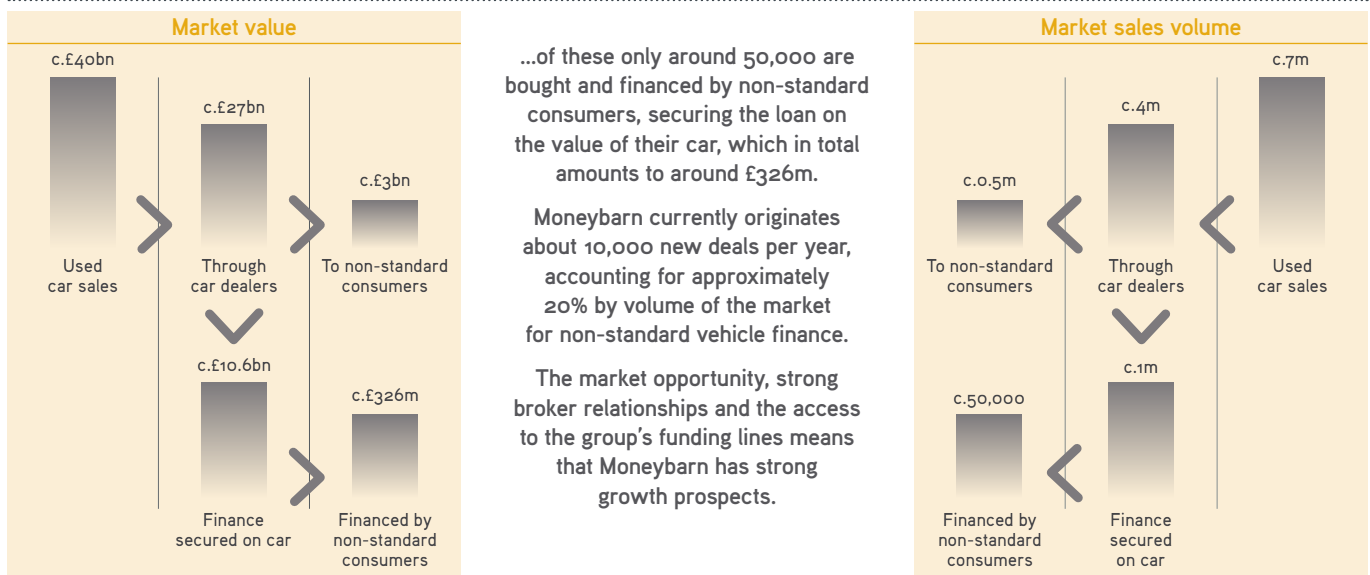 Market value
c.£40bn
c.£27bn
c.£3bn
Used
car sales
Through
car dealers
To non-standard
consumers
c.£10.6bn
c.£326m
Finance
secured on car
Financed by
non-standard
consumers
...of these only around 50,000 are
bought and financed by non-standard
consumers, securing the loan on
the value of their car, which in total
amounts to around £326m.
Moneybarn currently originates
about 10,000 new deals per year,
accounting for approximately
20% by volume of the market
for non-standard vehicle finance.
The market opportunity, strong
broker relationships and the access
to the group's funding lines means
that Moneybarn has strong
growth prospects.
Market sales volume
c.7m
c.4m
c.0.5m
To non-standard
consumers
Through
car dealers
Used
car sales
c.1m
c.50,000
Financed by
non-standard
consumers
Finance
secured
on car